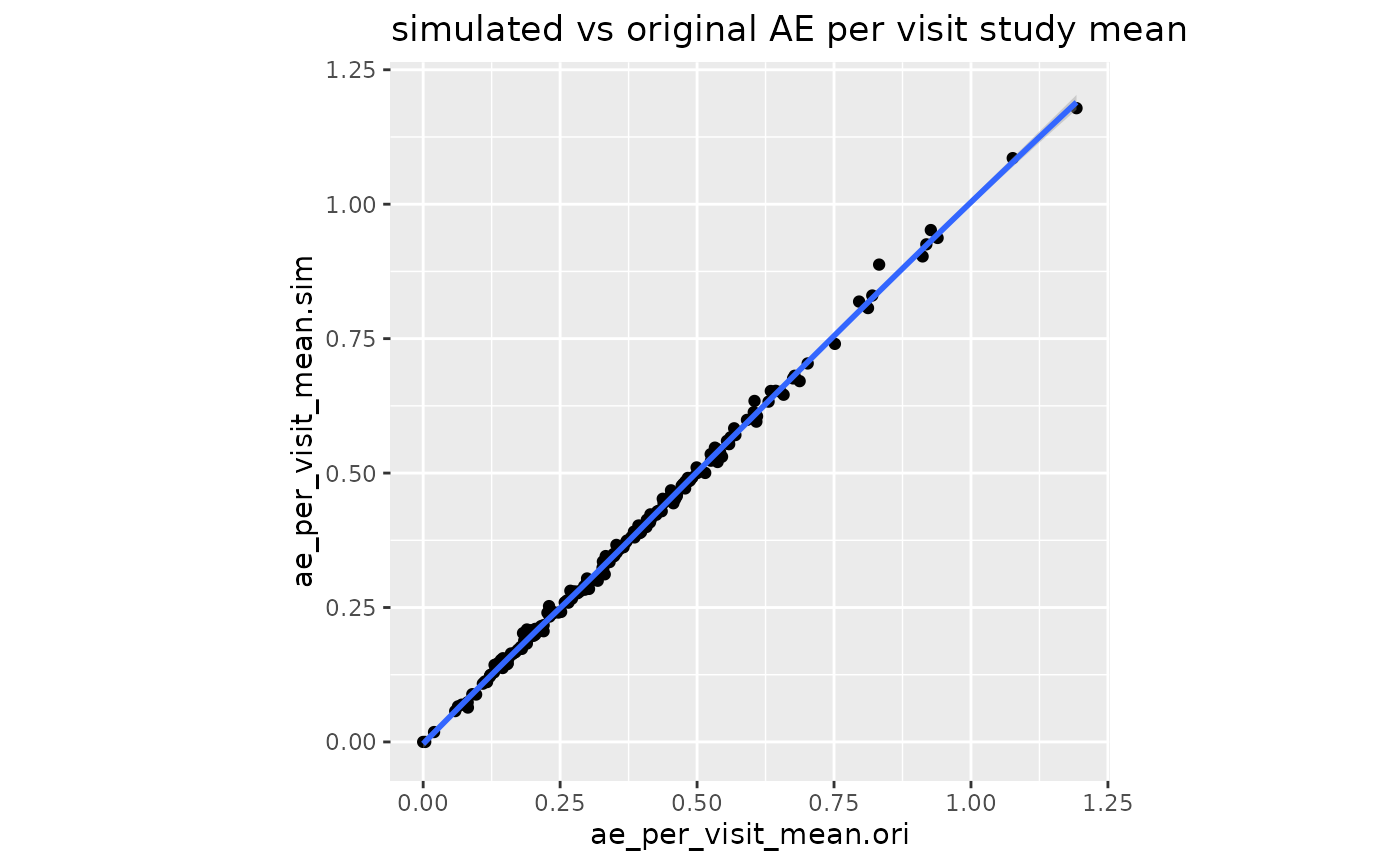 simulated vs original AE per visit study mean
1.25
1.00
0.75
0.50
0.25
0.00
ae_per_visit_mean.sim
0.00 0.25 0.50 0.75 1.00 1.25
ae_per_visit_mean.ori